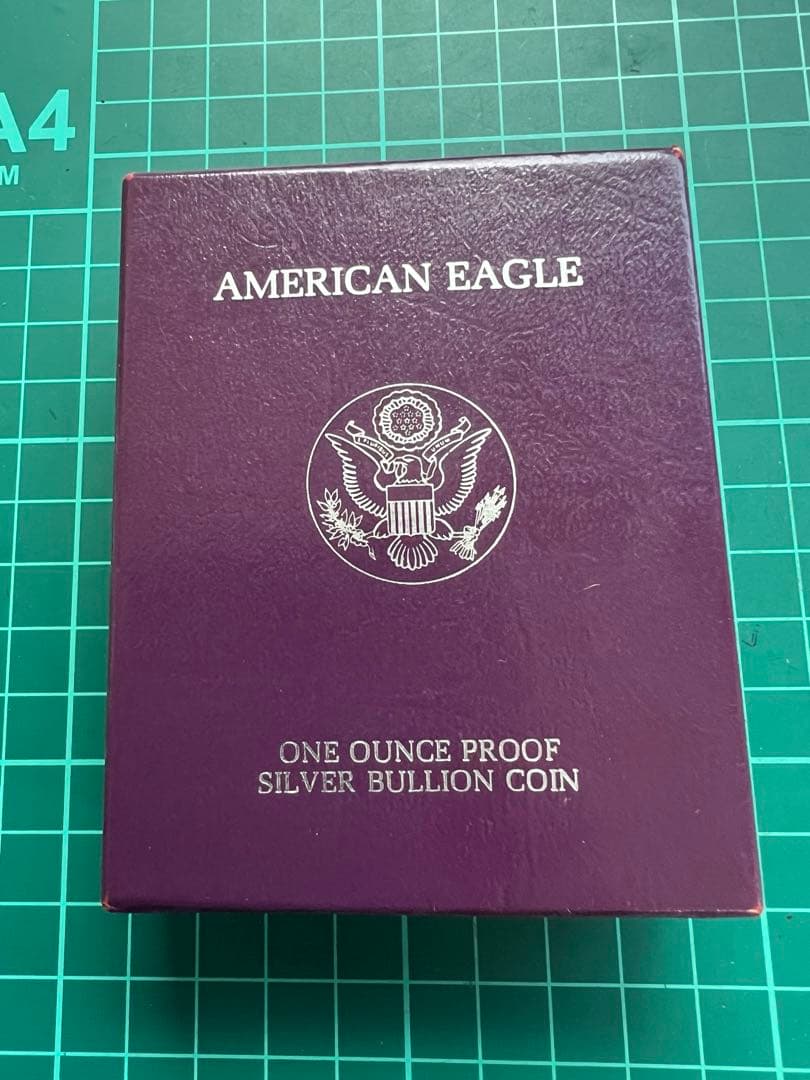 A4
M
AMERICAN EAGLE
ONE OUNCE PROOF
SILVER BULLION COIN